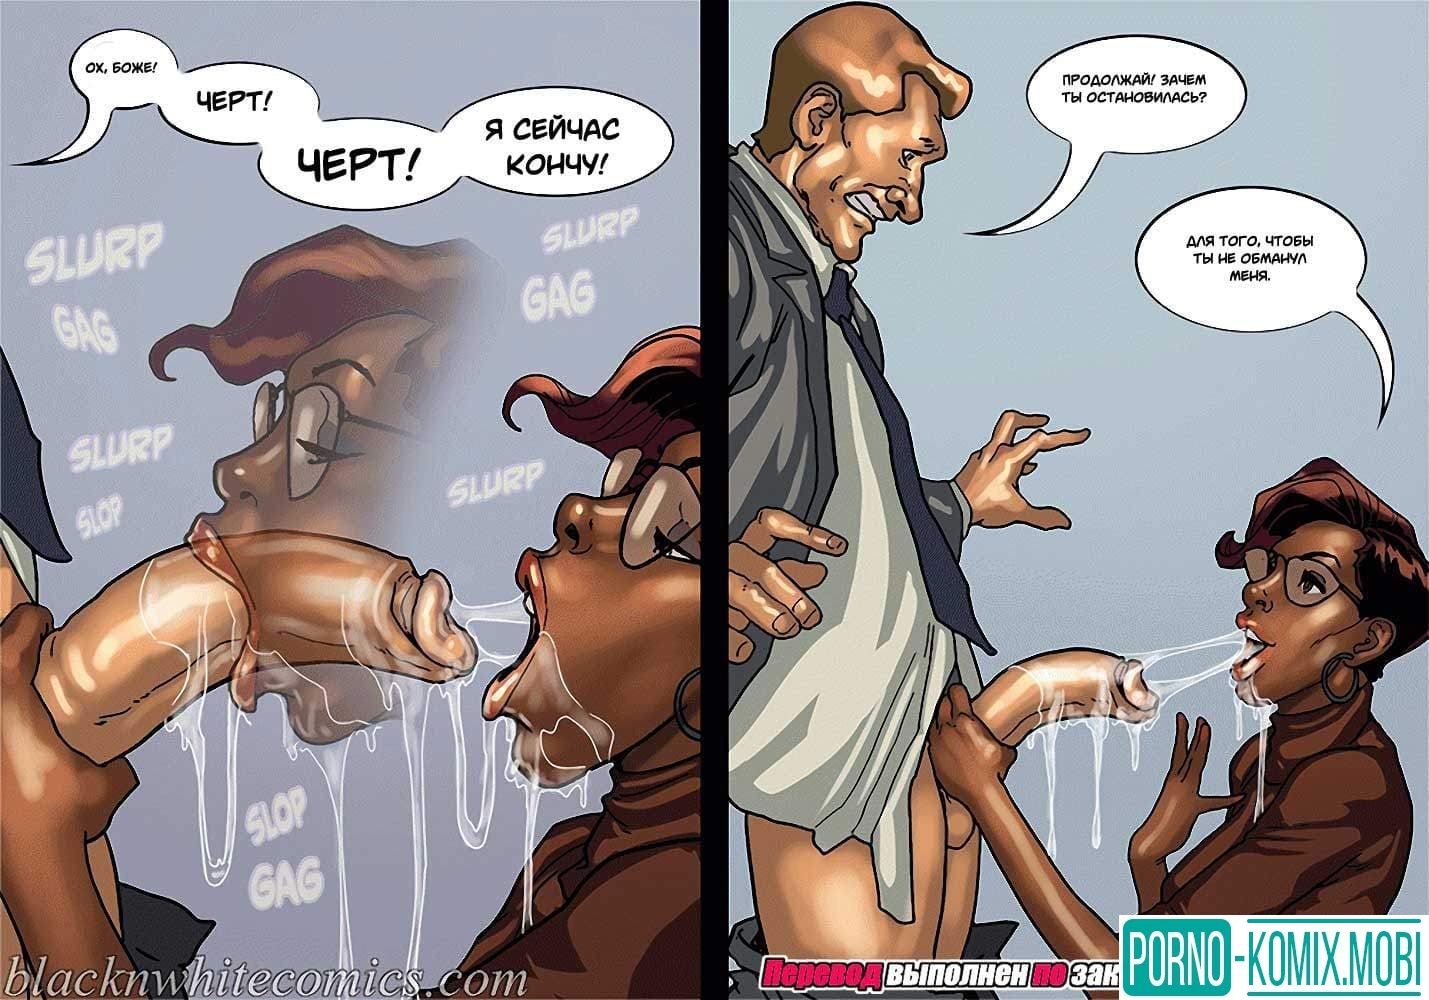 ОХ, БОЖЕ!
ЧЕРТ!
ЧЕРТ!
Я СЕЙЧАС
КОНЧУ!
SLURP
GAG
SLURP
GAG
SLURP
SLOP
SLURP
SLOP
GAG
ПРОДОЛЖАЙ! ЗАЧЕМ
ТЫ ОСТАНОВИЛАСЬ?
ДЛЯ ТОГО, ЧТОБЫ
ТЫ НЕ ОБМАНУЛ
МЕНЯ.
blacknwhitecomics.com
Перевод выполнен по зак
PORNO-KOMIX.MOBI